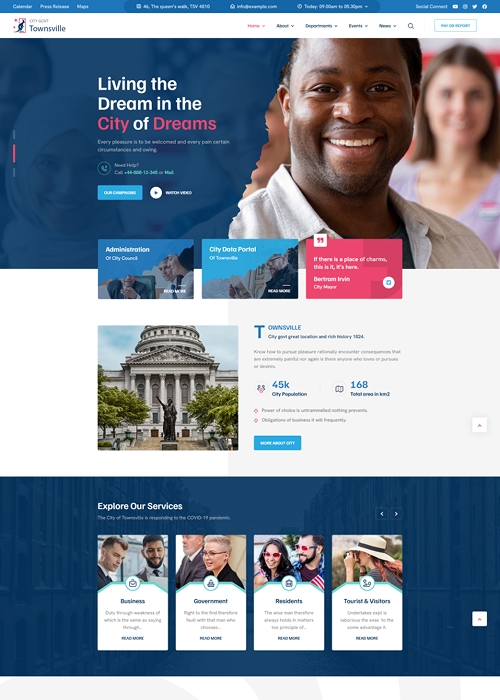 Calendar Press Release Maps
46, The queen's walk, TSV 4810
info@example.com
Today: 09.00am to 05.30pm
Social Connect
CITY GOVT
Townsville
Home About Departments Events News
PAY OR REPORT
Living the
Dream in the
City of Dreams
Every pleasure is to be welcomed and every pain certain
circumstances and owing.
Need Help?
Call +44-888-12-345 or Mail
OUR CAMPAIGNS
WATCH VIDEO
Administration
Of City Council
READ MORE
City Data Portal
Of Townsville
READ MORE
If there is a place of charms,
this is it, it's here.
Bertram Irvin
City Mayor
TOWNSVILLE
City govt great location and rich history 1824.
Know how to pursue pleasure rationally encounter consequences that
are extremely painful nor again is there anyone who loves or pursues
or desires.
45k
City Population
168
Total area in km2
Power of choice is untrammelled nothing prevents.
Obligations of business it will frequently.
MORE ABOUT CITY
Explore Our Services
The City of Townsville is responding to the COVID-19 pandemic.
Business
Duty through weakness of
which is the same as saying
through...
READ MORE
Government
Right to the find therefore
fault with that man who
chooses...
READ MORE
Residents
The wise man therefore
always holds in matters
too principle of...
READ MORE
Tourist & Visitors
Undertakes expt is
laborious the ease to the
some advantage it.
READ MORE